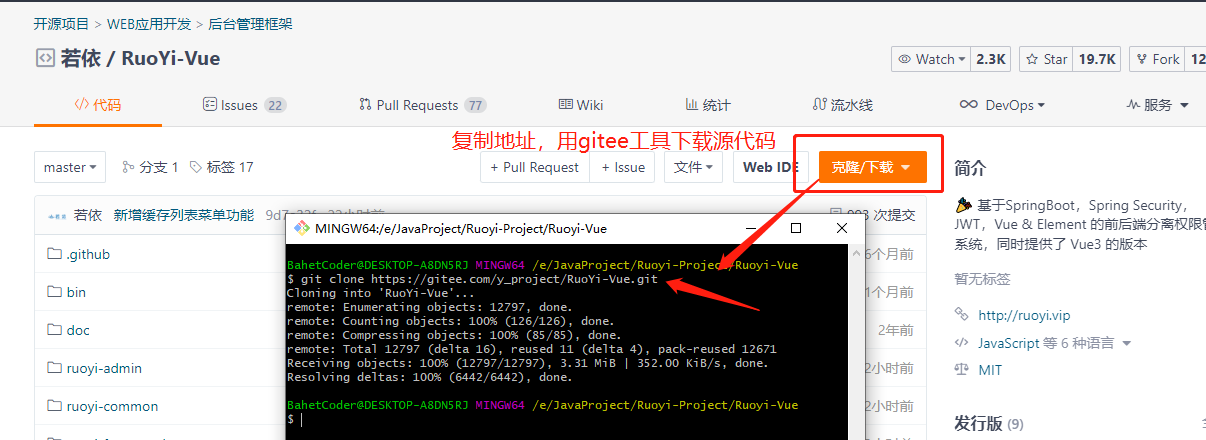 开源项目 > WEB应用开发 > 后台管理框架
若依 / RuoYi-Vue
Watch 2.3K Star 19.7K Fork
代码 Issues 22 Pull Requests 77 Wiki 统计 流水线 DevOps 服务
复制地址，用gitee工具下载源代码
master 分支 1 标签 17 + Pull Request + Issue 文件 Web IDE 克隆/下载
简介
若依 新增缓存列表菜单功能 次提交
基于SpringBoot，Spring Security，
JWT，Vue & Element 的前后端分离权限
系统，同时提供了 Vue3 的版本
暂无标签
http://ruoyi.vip
JavaScript 等 6 种语言
MIT
发行版 (9)
.github 6个月前
bin 1个月前
doc 2年前
ruoyi-admin 小时前
ruoyi-common 小时前
MINGW64:/e/JavaProject/Ruoyi-Project/Ruoyi-Vue
BahetCoder@DESKTOP-A8DN5RJ MINGW64 /e/JavaProject/Ruoyi-Project/Ruoyi-Vue
$ git clone https://gitee.com/y_project/RuoYi-Vue.git
Cloning into 'RuoYi-Vue'...
remote: Enumerating objects: 12797, done.
remote: Counting objects: 100% (126/126), done.
remote: Compressing objects: 100% (85/85), done.
remote: Total 12797 (delta 16), reused 11 (delta 4), pack-reused 12671
Receiving objects: 100% (12797/12797), 3.31 MiB | 352.00 KiB/s, done.
Resolving deltas: 100% (6442/6442), done.
BahetCoder@DESKTOP-A8DN5RJ MINGW64 /e/JavaProject/Ruoyi-Project/Ruoyi-Vue
$